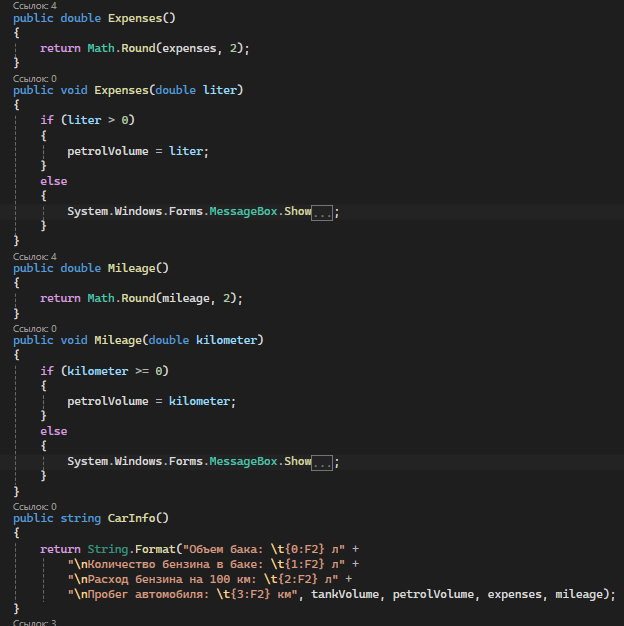 Ссылок: 4
public double Expenses()
{
return Math.Round(expenses, 2);
}
Ссылок: 0
public void Expenses(double liter)
{
if (liter > 0)
{
petrolVolume = liter;
}
else
{
System.Windows.Forms.MessageBox.Show...;
}
}
Ссылок: 4
public double Mileage()
{
return Math.Round(mileage, 2);
}
Ссылок: 0
public void Mileage(double kilometer)
{
if (kilometer >= 0)
{
petrolVolume = kilometer;
}
else
{
System.Windows.Forms.MessageBox.Show...;
}
}
Ссылок: 0
public string CarInfo()
{
return String.Format("Объем бака: \t{0:F2} л" +
"\nКоличество бензина в баке: \t{1:F2} л" +
"\nРасход бензина на 100 км: \t{2:F2} л" +
"\nПробег автомобиля: \t{3:F2} км", tankVolume, petrolVolume, expenses, mileage);
}
Ссылок: 3